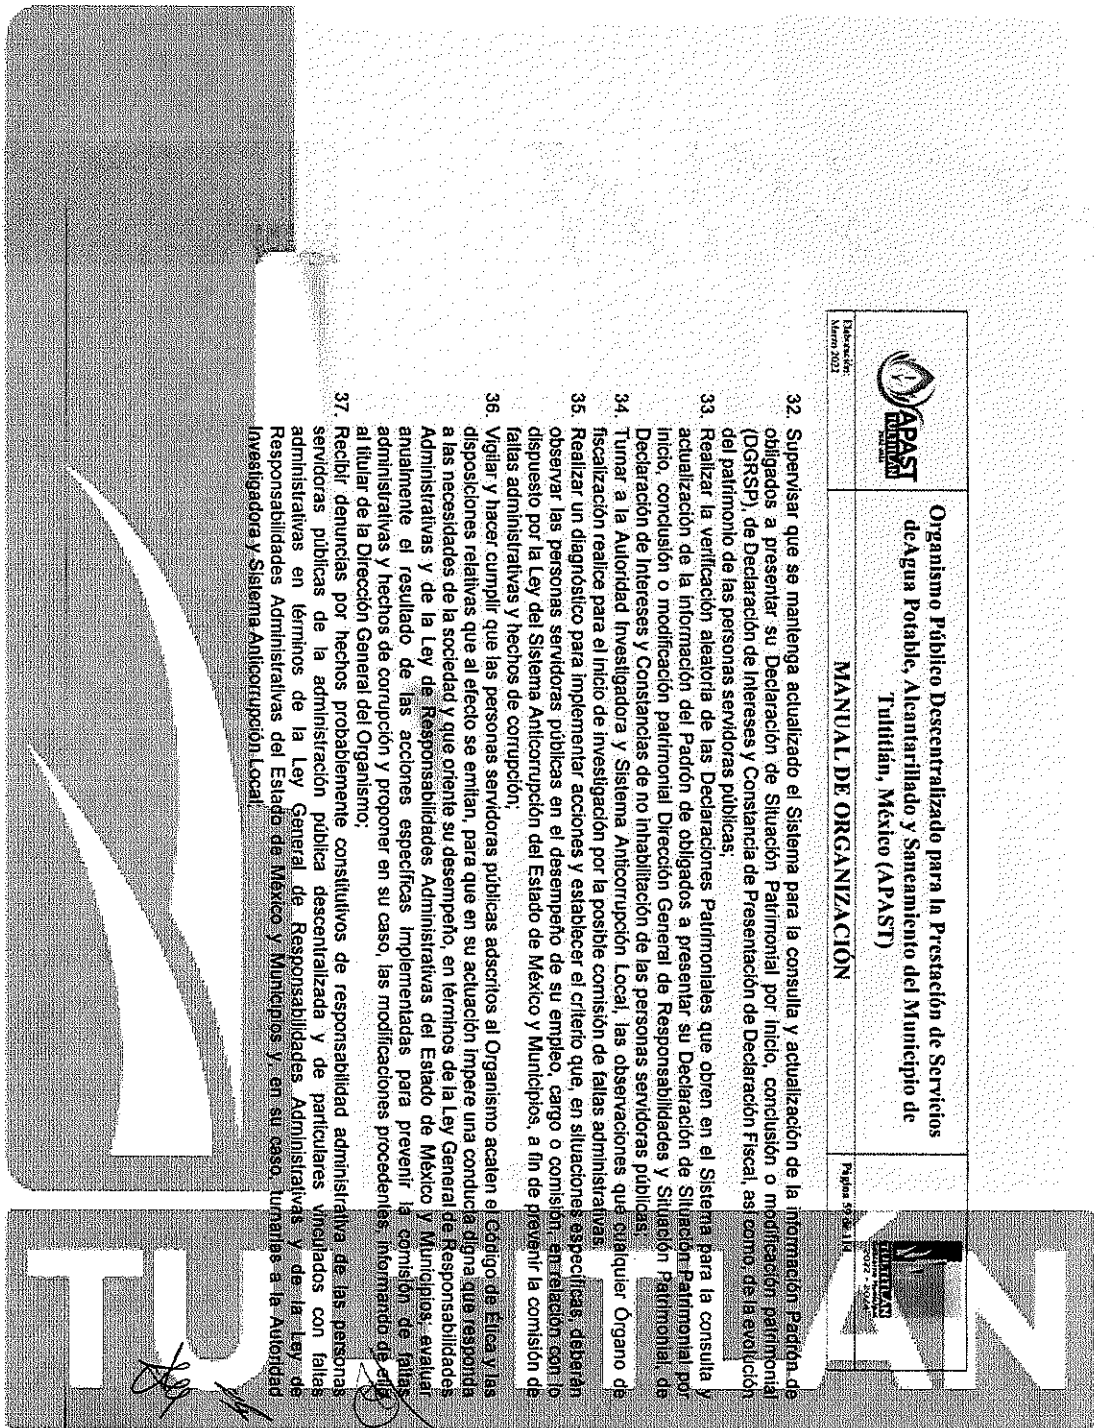 APAST
TULTITLÁN
Organismo Público Descentralizado para la Prestación de Servicios
de Agua Potable, Alcantarillado y Saneamiento del Municipio de
Tultitlán, México (APAST)
TULTITLÁN
2022 - 2024
Elaboración:
Marzo 2022
MANUAL DE ORGANIZACIÓN
Página 59 de 114
32. Supervisar que se mantenga actualizado el Sistema para la consulta y actualización de la información Padrón de
obligados a presentar su Declaración de Situación Patrimonial por inicio, conclusión o modificación patrimonial
(DGRSP), de Declaración de Intereses y Constancia de Presentación de Declaración Fiscal, así como, de la evolución
del patrimonio de las personas servidoras públicas;
33. Realizar la verificación aleatoria de las Declaraciones Patrimoniales que obren en el Sistema para la consulta y
actualización de la información del Padrón de obligados a presentar su Declaración de Situación Patrimonial por
inicio, conclusión o modificación patrimonial Dirección General de Responsabilidades y Situación Patrimonial, de
Declaración de Intereses y Constancias de no inhabilitación de las personas servidoras públicas;
34. Turnar a la Autoridad Investigadora y Sistema Anticorrupción Local, las observaciones que cualquier Órgano de
fiscalización realice para el inicio de investigación por la posible comisión de faltas administrativas;
35. Realizar un diagnóstico para implementar acciones y establecer el criterio que, en situaciones específicas, deberán
observar las personas servidoras públicas en el desempeño de su empleo, cargo o comisión, en relación con lo
dispuesto por la Ley del Sistema Anticorrupción del Estado de México y Municipios, a fin de prevenir la comisión de
faltas administrativas y hechos de corrupción;
36. Vigilar y hacer cumplir que las personas servidoras públicas adscritos al Organismo acaten el Código de Ética y las
disposiciones relativas que al efecto se emitan, para que en su actuación impere una conducta digna que responda
a las necesidades de la sociedad y que oriente su desempeño, en términos de la Ley General de Responsabilidades
Administrativas y de la Ley de Responsabilidades Administrativas del Estado de México y Municipios; evaluar
anualmente el resultado de las acciones específicas implementadas para prevenir la comisión de faltas
administrativas y hechos de corrupción y proponer en su caso, las modificaciones procedentes, informando de ello
al titular de la Dirección General del Organismo;
37. Recibir denuncias por hechos probablemente constitutivos de responsabilidad administrativa de las personas
servidoras públicas de la administración pública descentralizada y de particulares vinculados con faltas
administrativas en términos de la Ley General de Responsabilidades Administrativas y de la Ley de
Responsabilidades Administrativas del Estado de México y Municipios y, en su caso, turnarlas a la Autoridad
Investigadora y Sistema Anticorrupción Local;
TULTITLÁN